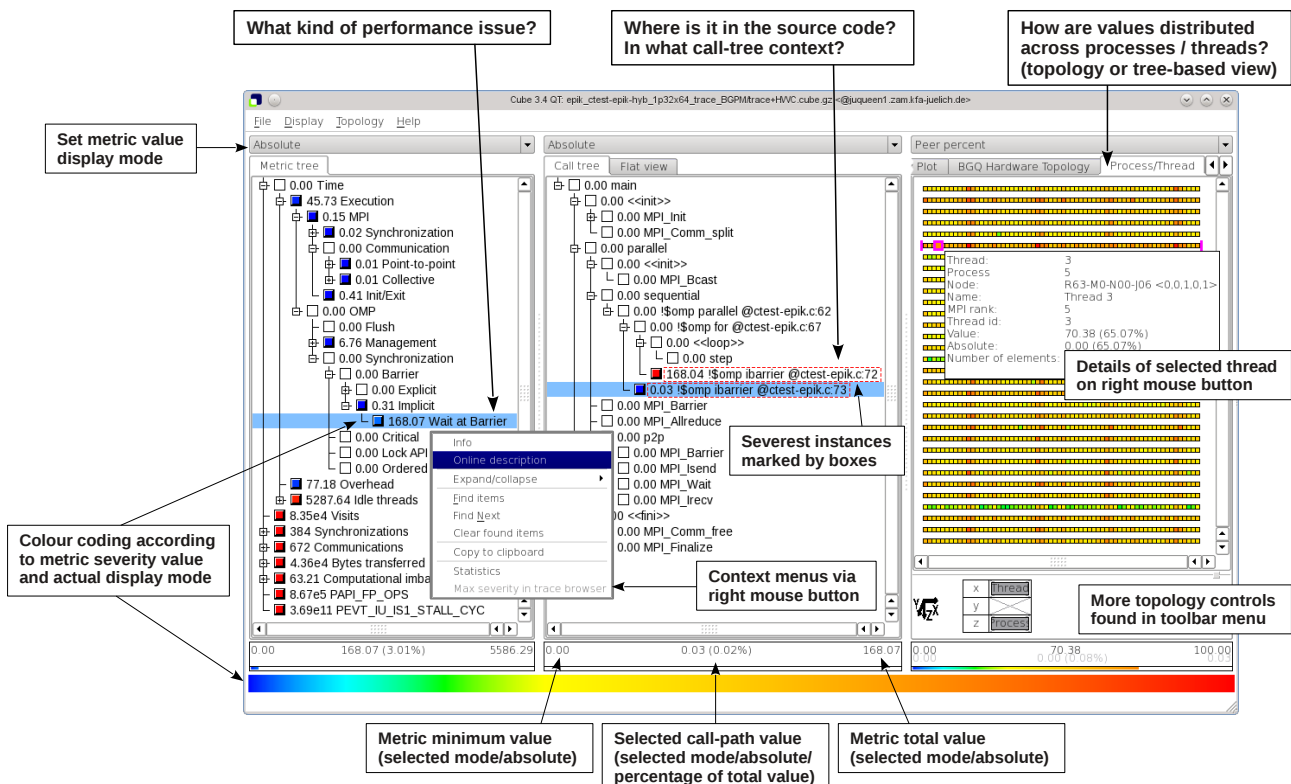 What kind of performance issue?
Where is it in the source code?
In what call-tree context?
How are values distributed
across processes / threads?
(topology or tree-based view)
Set metric value
display mode
Cube 3.4 QT: epik_ctest-epik-hyb_1p32x64_trace_BGPM/trace+HWC.cube.gz <@juqueen1.zam.kfa-juelich.de>
File Display Topology Help
Absolute
Absolute
Peer percent
Metric tree
Call tree Flat view
Plot BGQ Hardware Topology Process/Thread
0.00 Time
45.73 Execution
0.15 MPI
0.02 Synchronization
0.00 Communication
0.01 Point-to-point
0.01 Collective
0.41 Init/Exit
0.00 OMP
0.00 Flush
6.76 Management
0.00 Synchronization
0.00 Barrier
0.00 Explicit
0.31 Implicit
168.07 Wait at Barrier
0.00 Critical
0.00 Lock API
0.00 Ordered
77.18 Overhead
5287.64 Idle threads
8.35e4 Visits
384 Synchronizations
672 Communications
4.36e4 Bytes transferred
63.21 Computational imba
8.67e5 PAPI_FP_OPS
3.69e11 PEVT_IU_IS1_STALL_CYC
0.00 main
0.00 <<init>>
0.00 MPI_Init
0.00 MPI_Comm_split
0.00 parallel
0.00 <<init>>
0.00 MPI_Bcast
0.00 sequential
0.00 !$omp parallel @ctest-epik.c:62
0.00 !$omp for @ctest-epik.c:67
0.00 <<loop>>
0.00 step
168.04 !$omp ibarrier @ctest-epik.c:72
0.03 !$omp ibarrier @ctest-epik.c:73
0.00 MPI_Barrier
0.00 MPI_Allreduce
0.00 p2p
0.00 MPI_Barrier
0.00 MPI_Isend
0.00 MPI_Wait
0.00 MPI_Irecv
<<fini>>
0.00 MPI_Comm_free
0.00 MPI_Finalize
Thread: 3
Process 5
Node: R63-M0-N00-J06 <0,0,1,0,1>
Name: Thread 3
MPI rank: 5
Thread id: 3
Value: 70.38 (65.07%)
Absolute: 0.00 (65.07%)
Number of elements:
Details of selected thread
on right mouse button
Info
Online description
Expand/collapse
Find items
Find Next
Clear found items
Copy to clipboard
Statistics
Max severity in trace browser
Severest instances
marked by boxes
Context menus via
right mouse button
Colour coding according
to metric severity value
and actual display mode
x Thread
y
z Process
Y X
Z
More topology controls
found in toolbar menu
0.00 168.07 (3.01%) 5586.29
0.00 0.03 (0.02%) 168.07
0.00 70.38 100.00
0.00 0.00 (0.08%) 0.03
Metric minimum value
(selected mode/absolute)
Selected call-path value
(selected mode/absolute/
percentage of total value)
Metric total value
(selected mode/absolute)